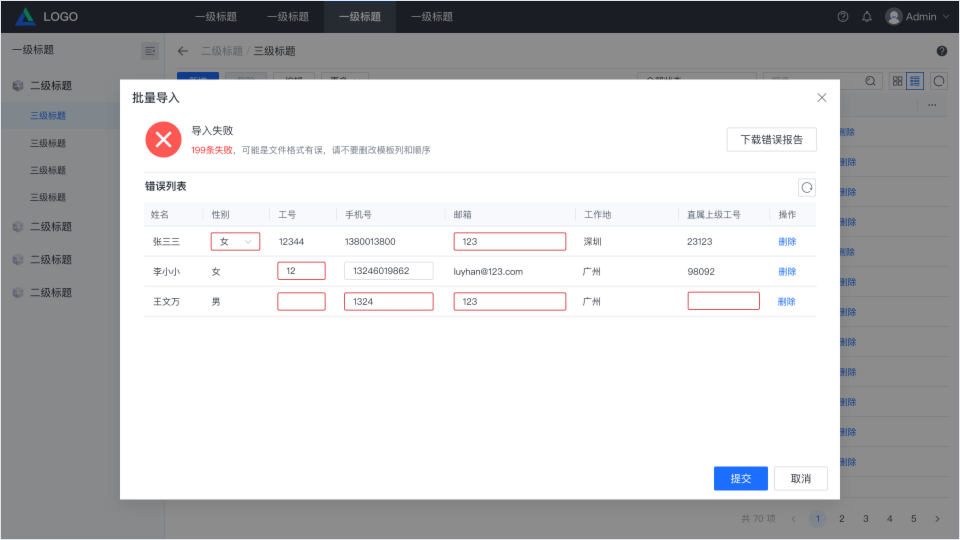 LOGO
一级标题 一级标题 一级标题 一级标题
Admin
一级标题
二级标题
三级标题
三级标题
三级标题
三级标题
二级标题
二级标题
二级标题
二级标题 / 三级标题
批量导入
导入失败
199条失败，可能是文件格式有误，请不要删改模板列和顺序
下载错误报告
错误列表
姓名 性别 工号 手机号 邮箱 工作地 直属上级工号 操作
张三三 女 12344 1380013800 123 深圳 23123 删除
李小小 女 12 13246019862 luyhan@123.com 广州 98092 删除
王文万 男 1324 123 广州 删除
提交 取消
删除
删除
删除
删除
删除
删除
删除
删除
删除
删除
删除
删除
共 70 项 1 2 3 4 5